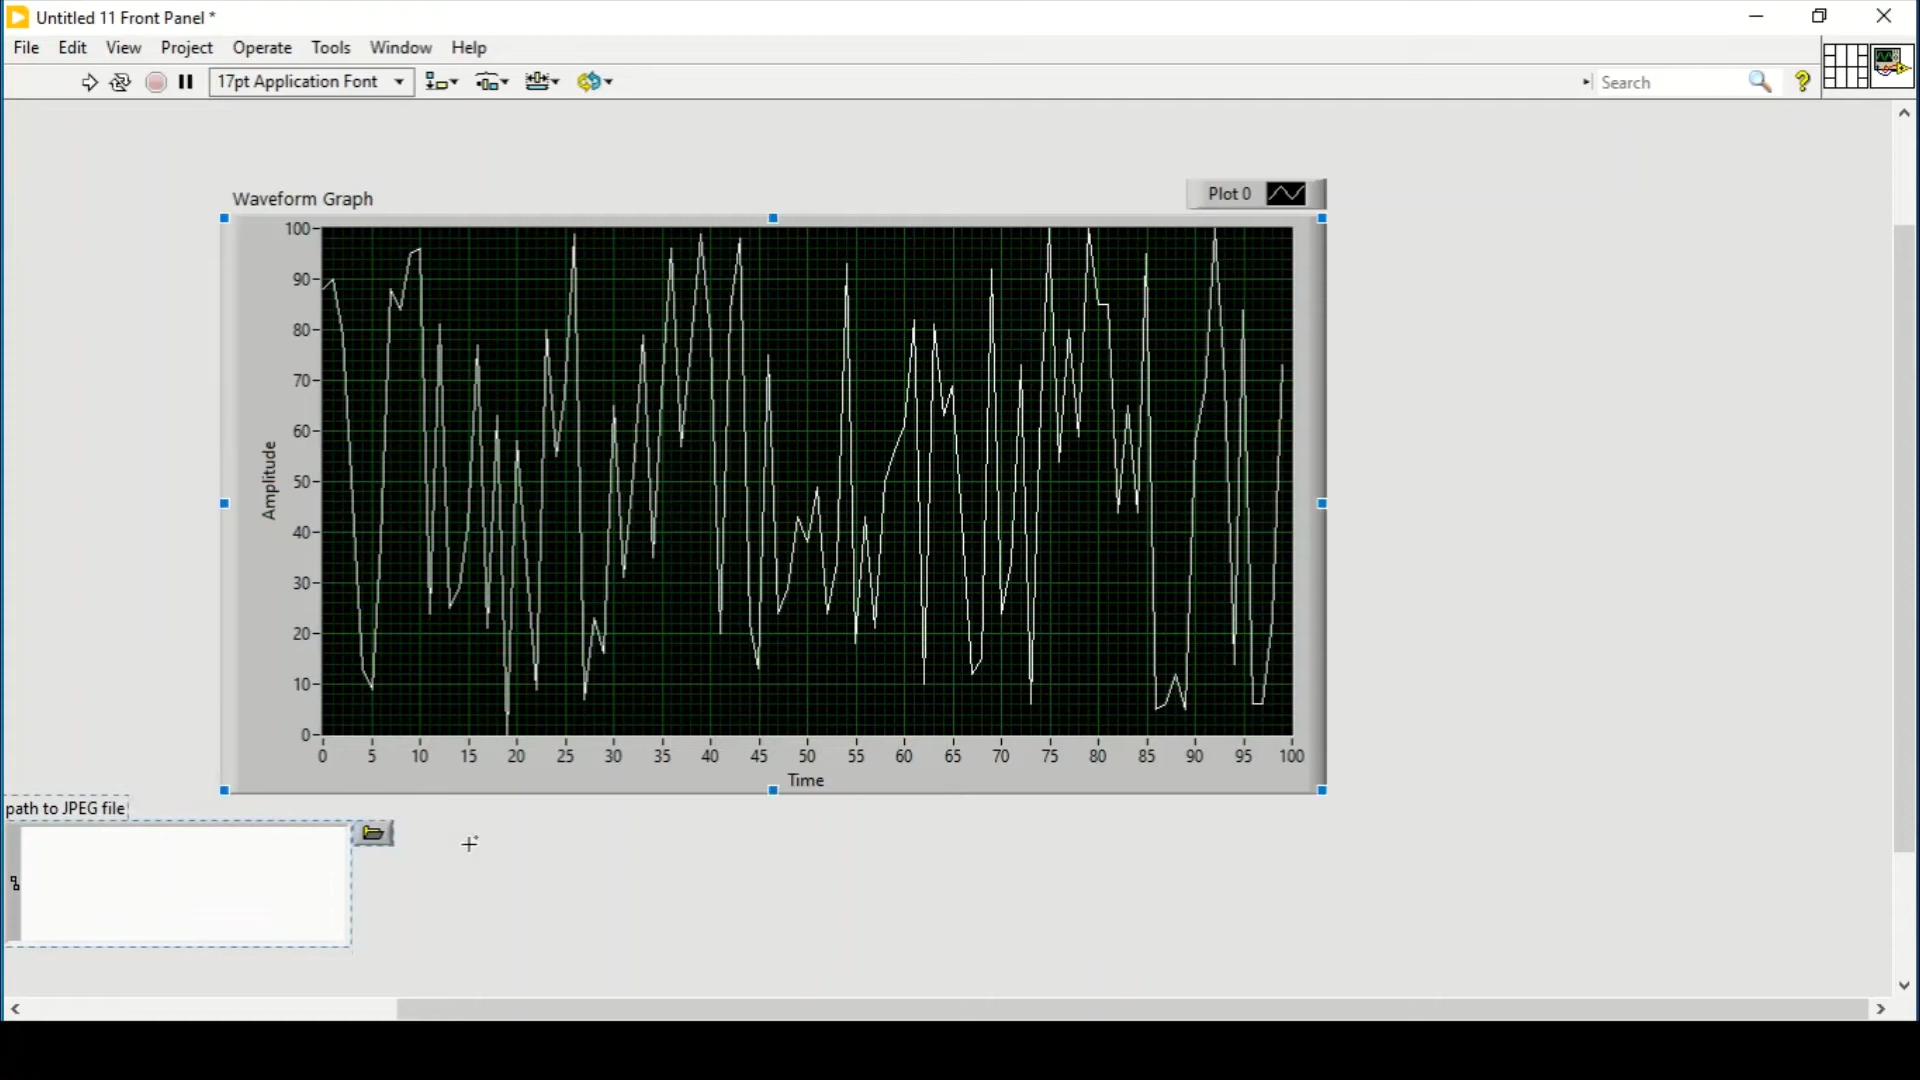 Untitled 11 Front Panel *
File Edit View Project Operate Tools Window Help
17pt Application Font
Search
?
Waveform Graph
Plot 0
100
90
80
70
60
50
40
30
20
10
0
Amplitude
0 5 10 15 20 25 30 35 40 45 50 55 60 65 70 75 80 85 90 95 100
Time
path to JPEG file